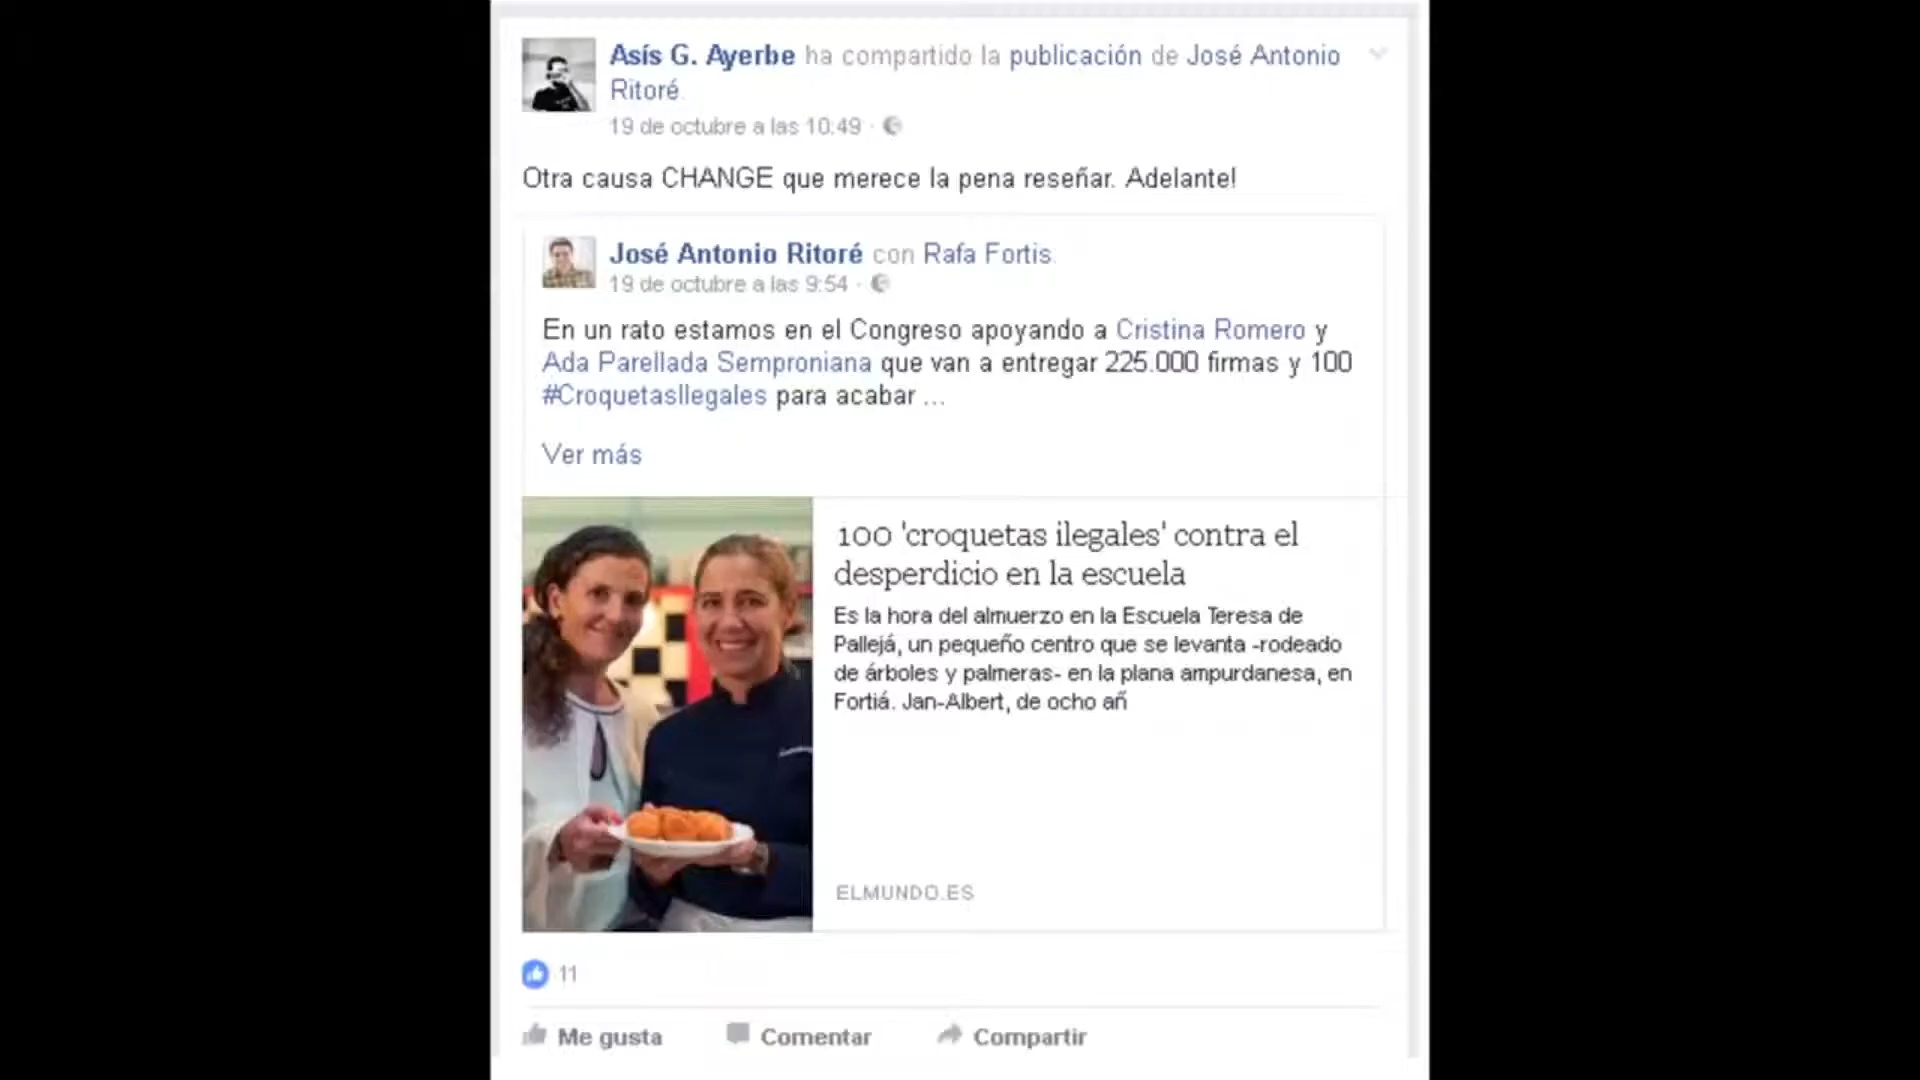 Asís G. Ayerbe ha compartido la publicación de José Antonio
Ritoré.
19 de octubre a las 10:49 ·
Otra causa CHANGE que merece la pena reseñar. Adelante!
José Antonio Ritoré con Rafa Fortis.
19 de octubre a las 9:54 ·
En un rato estamos en el Congreso apoyando a Cristina Romero y
Ada Parellada Semproniana que van a entregar 225.000 firmas y 100
#CroquetasIlegales para acabar ...
Ver más
100 'croquetas ilegales' contra el
desperdicio en la escuela
Es la hora del almuerzo en la Escuela Teresa de
Pallejá, un pequeño centro que se levanta -rodeado
de árboles y palmeras- en la plana ampurdanesa, en
Fortiá. Jan-Albert, de ocho añ
ELMUNDO.ES
11
Me gusta Comentar Compartir